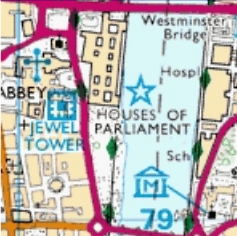 Westminster
Bridge
Hospl
ABBEY
HOUSES OF
JEWEL
PARLIAMENT
TOWER
Sch
M
79